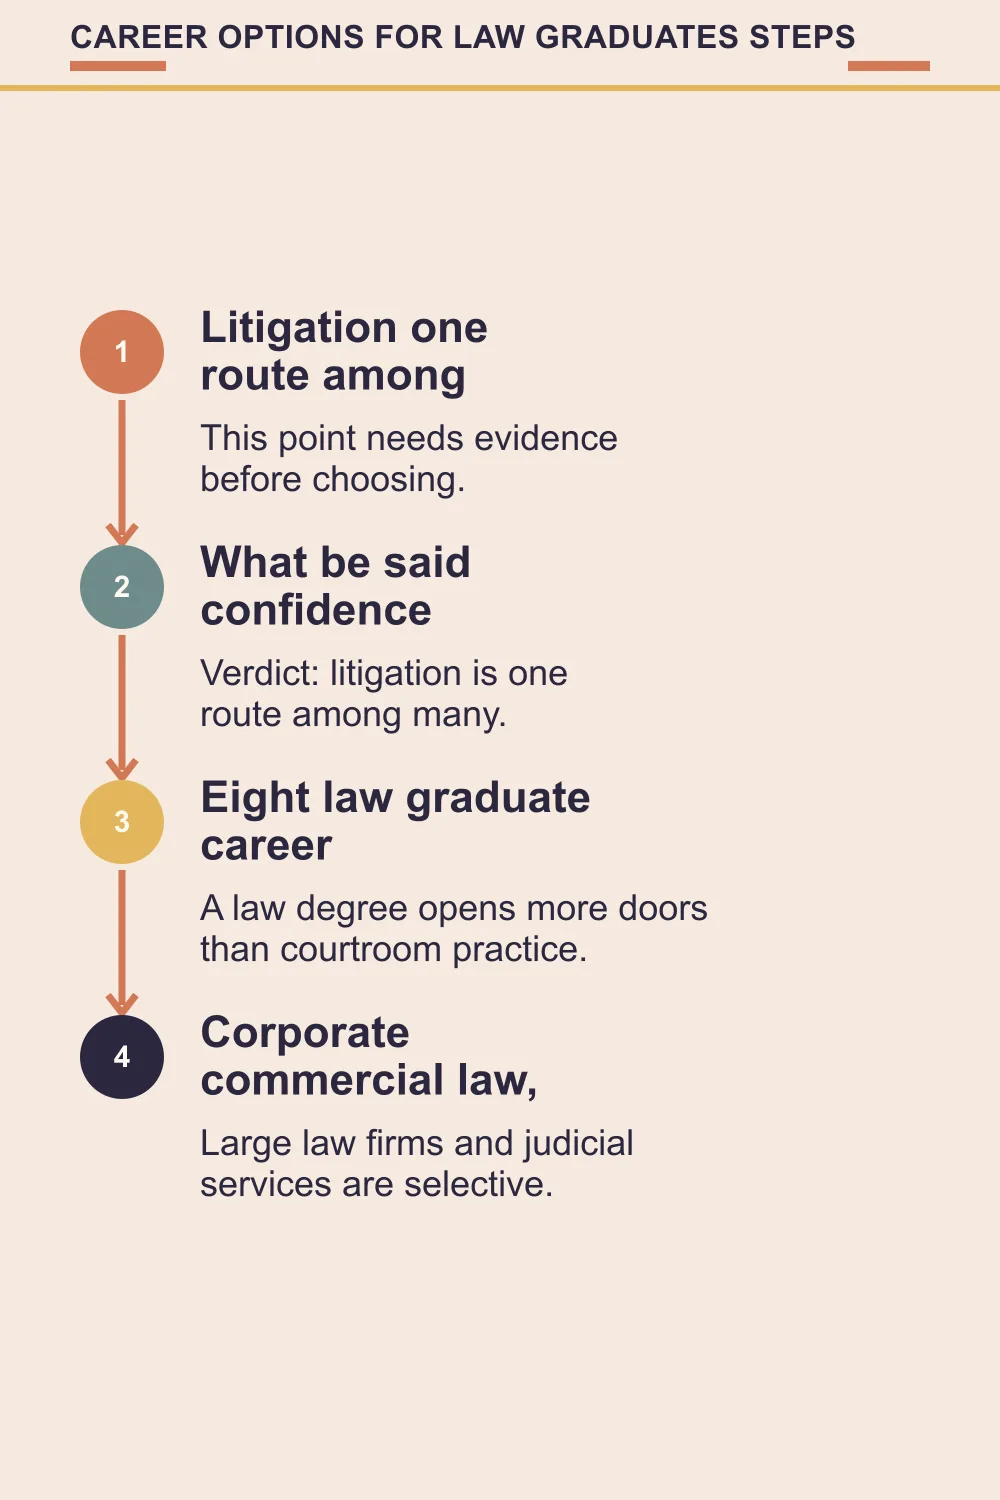 CAREER OPTIONS FOR LAW GRADUATES STEPS
1
Litigation one
route among
This point needs evidence
before choosing.
2
What be said
confidence
Verdict: litigation is one
route among many.
3
Eight law graduate
career
A law degree opens more doors
than courtroom practice.
4
Corporate
commercial law,
Large law firms and judicial
services are selective.